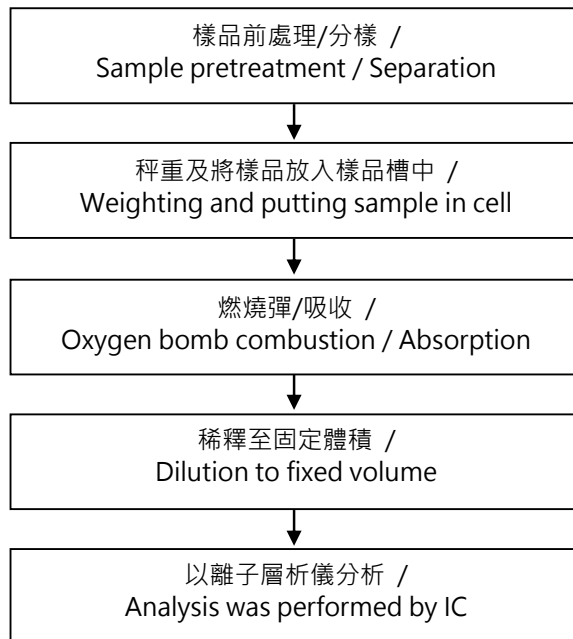 樣品前處理/分樣 /
Sample pretreatment / Separation
秤重及將樣品放入樣品槽中 /
Weighting and putting sample in cell
燃燒彈/吸收 /
Oxygen bomb combustion / Absorption
稀釋至固定體積 /
Dilution to fixed volume
以離子層析儀分析 /
Analysis was performed by IC